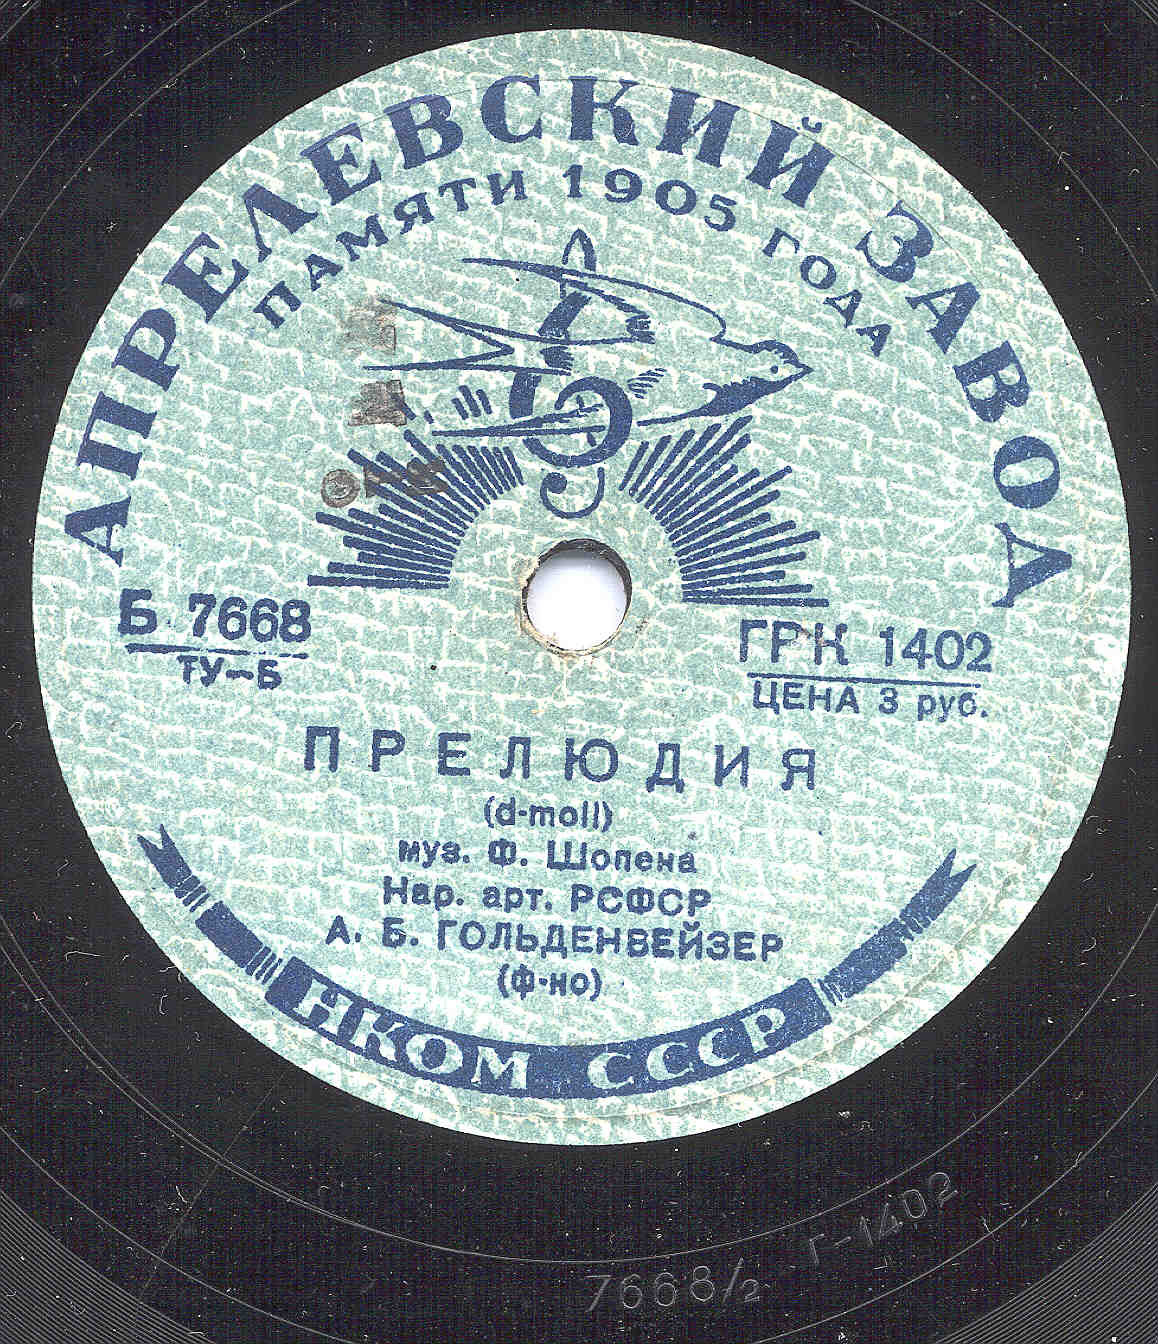 АПРЕЛЕВСКИЙ ЗАВОД
ПАМЯТИ 1905 ГОДА
Б 7668
ТУ-Б
ГРК 1402
ЦЕНА 3 руб.
ПРЕЛЮДИЯ
(d-moll)
муз. Ф. Шопена
Нар. арт. РСФСР
А. Б. ГОЛЬДЕНВЕЙЗЕР
(ф-но)
НКОМ СССР
Г-1402
7668/2